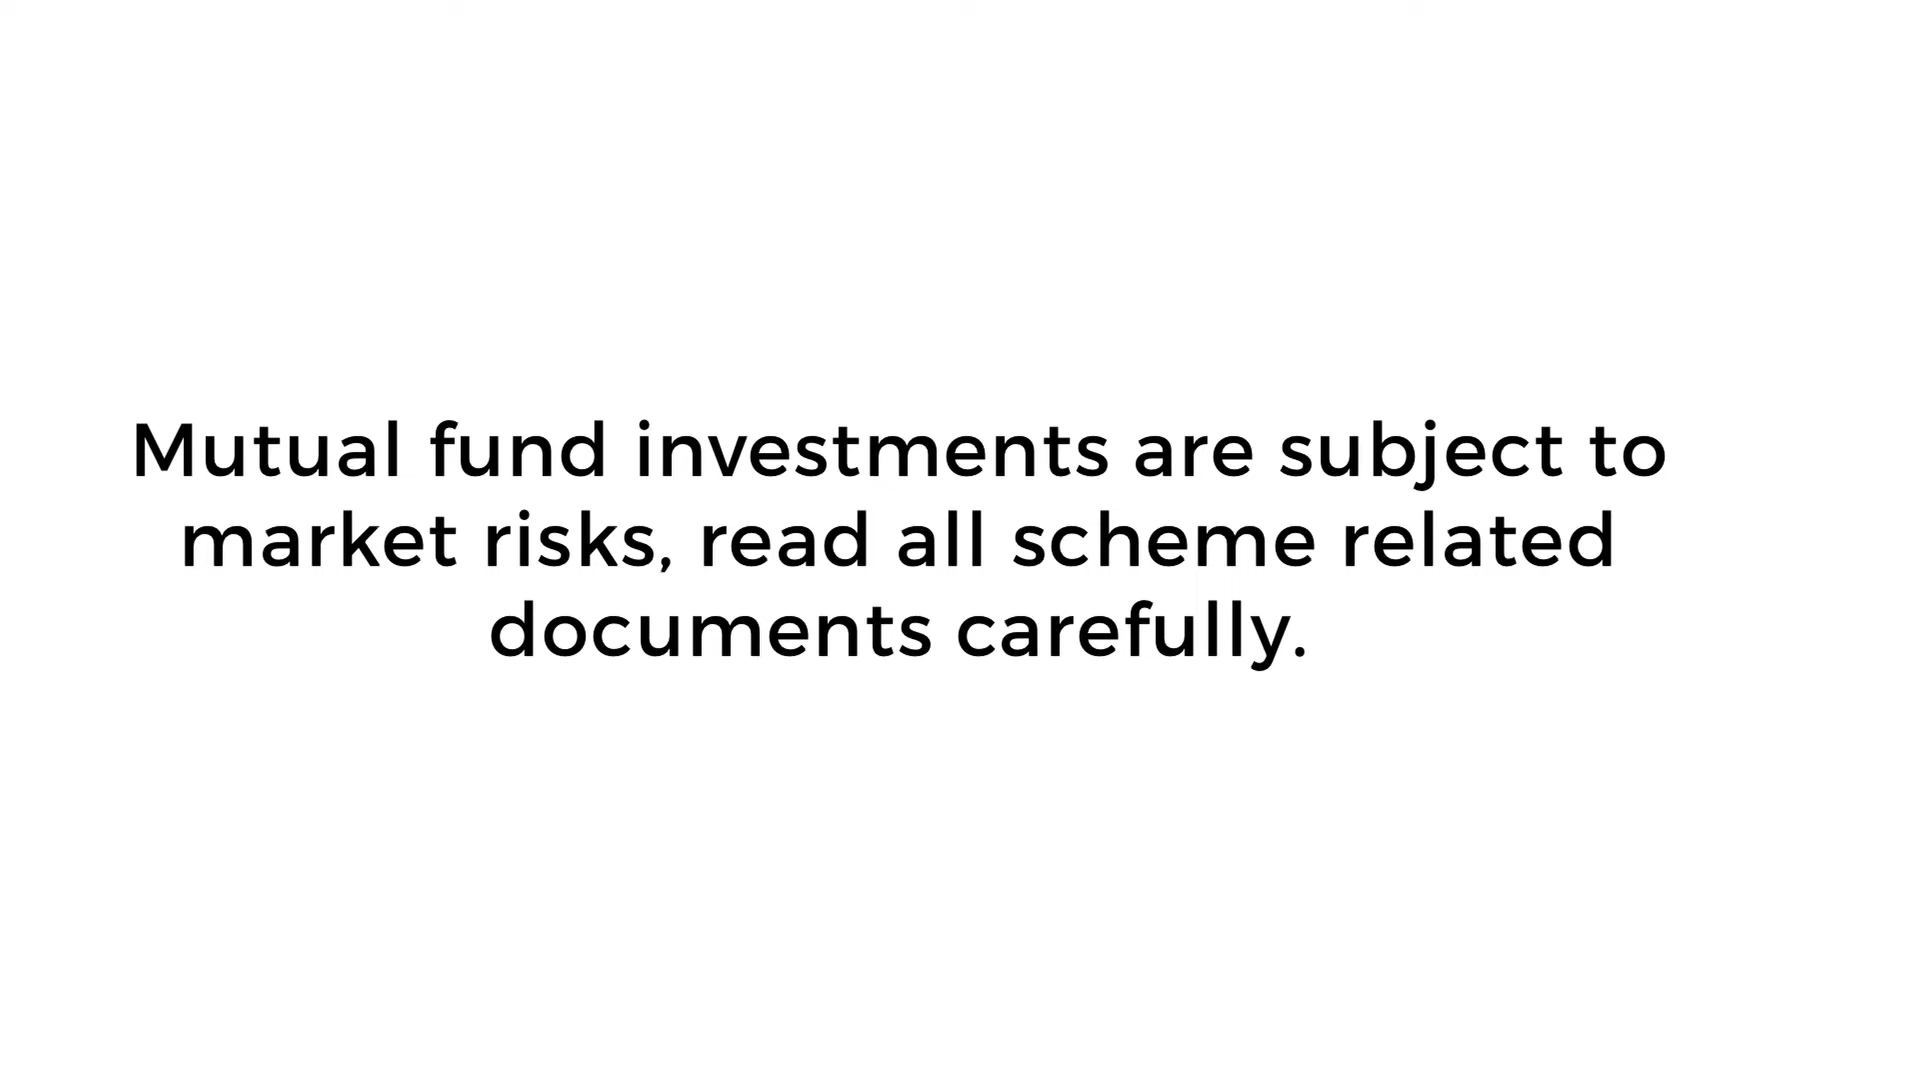 Mutual fund investments are subject to
market risks, read all scheme related
documents carefully.